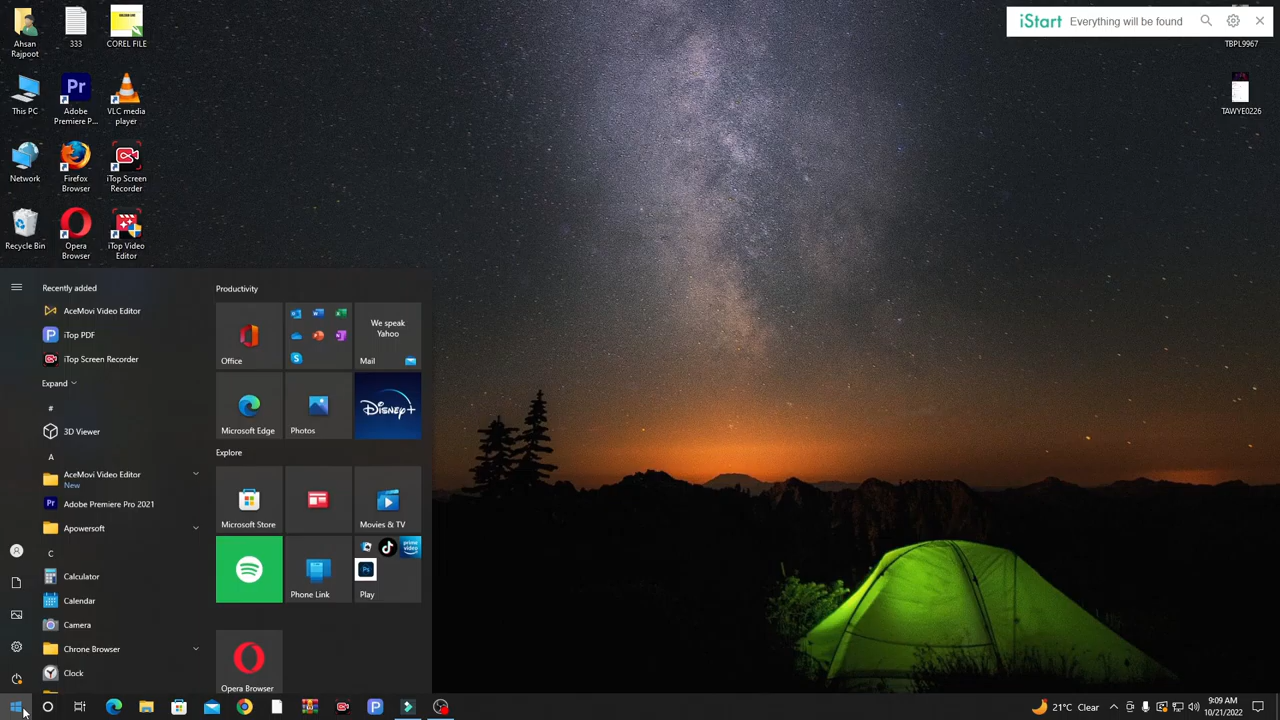 Ahsan
Rajpoot
333
COREL FILE
This PC
Adobe
Premiere P...
VLC media
player
Network
Firefox
Browser
iTop Screen
Recorder
Recycle Bin
Opera
Browser
iTop Video
Editor
iStart Everything will be found
TBPL9967
TAWYE0226
Recently added
AceMovi Video Editor
iTop PDF
iTop Screen Recorder
Expand
#
3D Viewer
A
AceMovi Video Editor
New
Adobe Premiere Pro 2021
Apowersoft
C
Calculator
Calendar
Camera
Chrome Browser
Clock
Productivity
Office
We speak
Yahoo
Mail
Microsoft Edge
Photos
Disney+
Explore
Microsoft Store
Movies & TV
Phone Link
prime video
Play
Opera Browser
21°C Clear
9:09 AM
10/21/2022